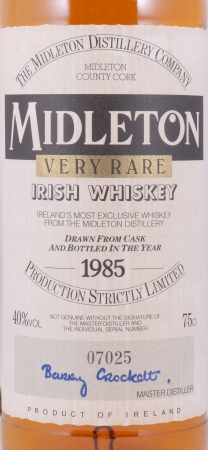 THE MIDLETON DISTILLERY COMPANY
MIDLETON
COUNTY CORK
MIDLETON
VERY RARE
IRISH WHISKEY
IRELAND'S MOST EXCLUSIVE WHISKEY
FROM THE MIDLETON DISTILLERY
DRAWN FROM CASK
AND BOTTLED IN THE YEAR
1985
PRODUCTION STRICTLY LIMITED
40%VOL
NOT GENUINE WITHOUT THE SIGNATURE OF
THE MASTER DISTILLER AND
THE INDIVIDUAL SERIAL NUMBER
75cl
07025
Barry Crockett.
MASTER DISTILLER
PRODUCT OF IRELAND